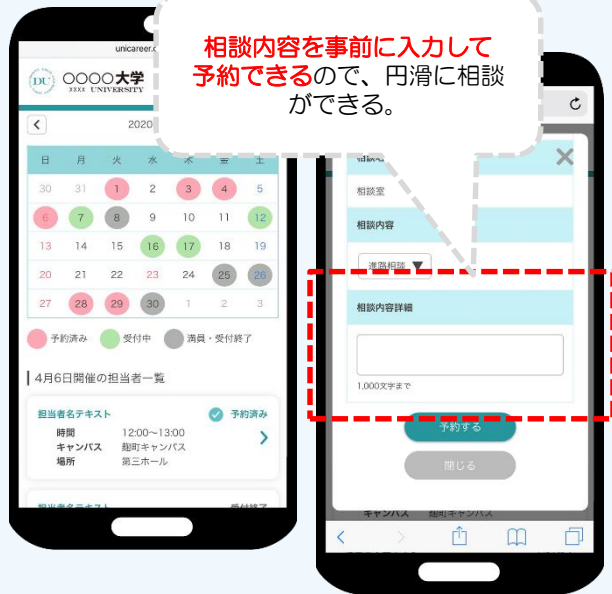 相談内容を事前に入力して
予約できるので、円滑に相談
ができる。
unicareer.
DU
〇〇〇〇大学
XXXX UNIVERSITY
2020
日 月 火 水 木 金 土
30 31 1 2 3 4 5
6 7 8 9 10 11 12
13 14 15 16 17 18 19
20 21 22 23 24 25 26
27 28 29 30 1 2 3
予約済み 受付中 満員・受付終了
4月6日開催の担当者一覧
担当者名テキスト 予約済み
時間 12:00～13:00
キャンパス 麹町キャンパス
場所 第三ホール
担当者名テキスト 受付終了
相談室
相談内容
進路相談 ▼
相談内容詳細
1,000文字まで
予約する
閉じる
キャンパス 麹町キャンパス